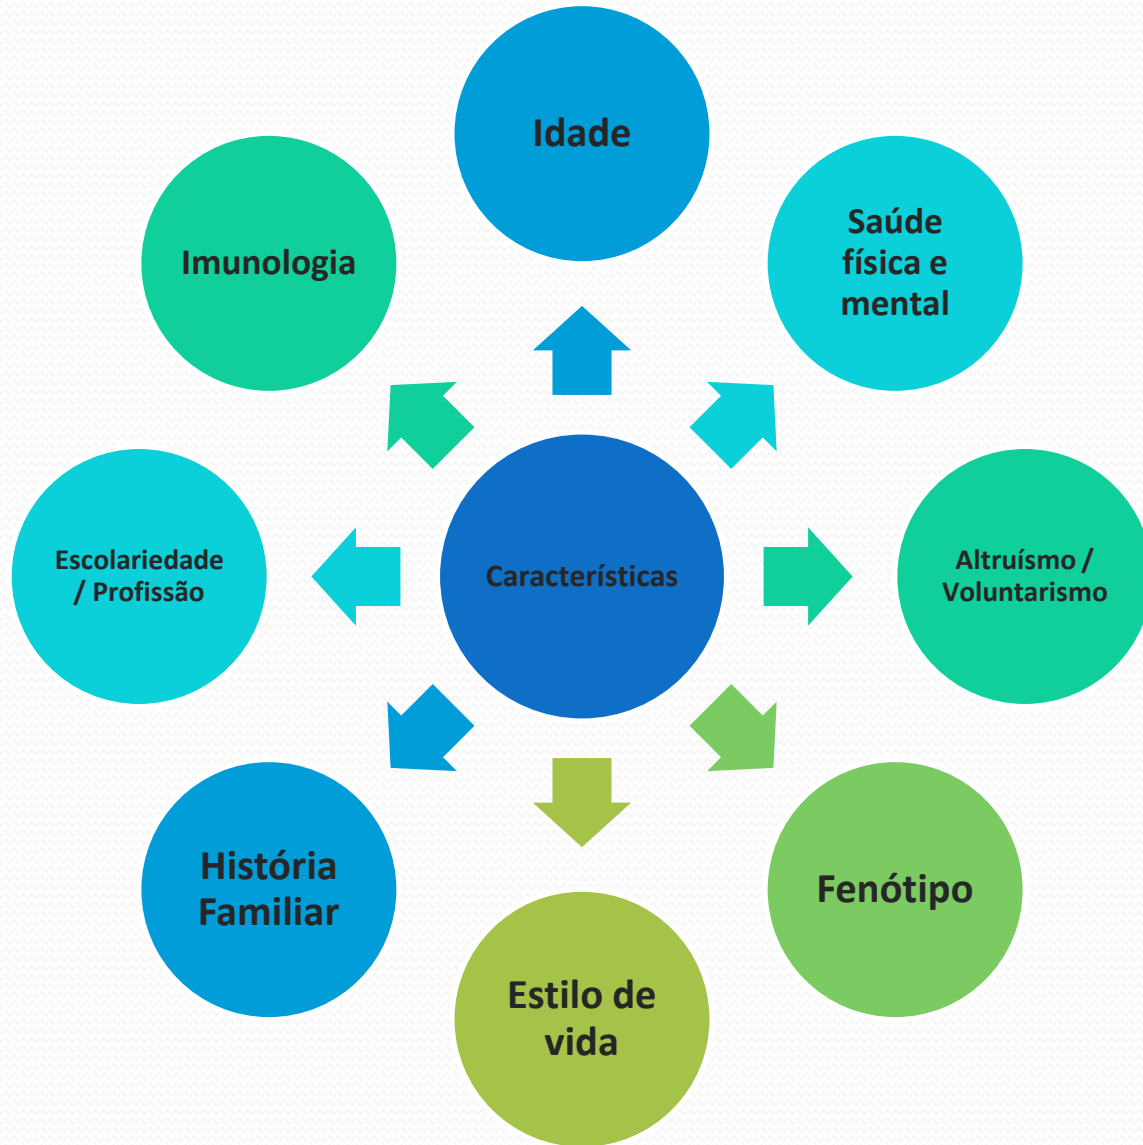 Idade
Saúde
física e
mental
Altruísmo /
Voluntarismo
Fenótipo
Estilo de
vida
História
Familiar
Escolariedade
/ Profissão
Imunologia
Características